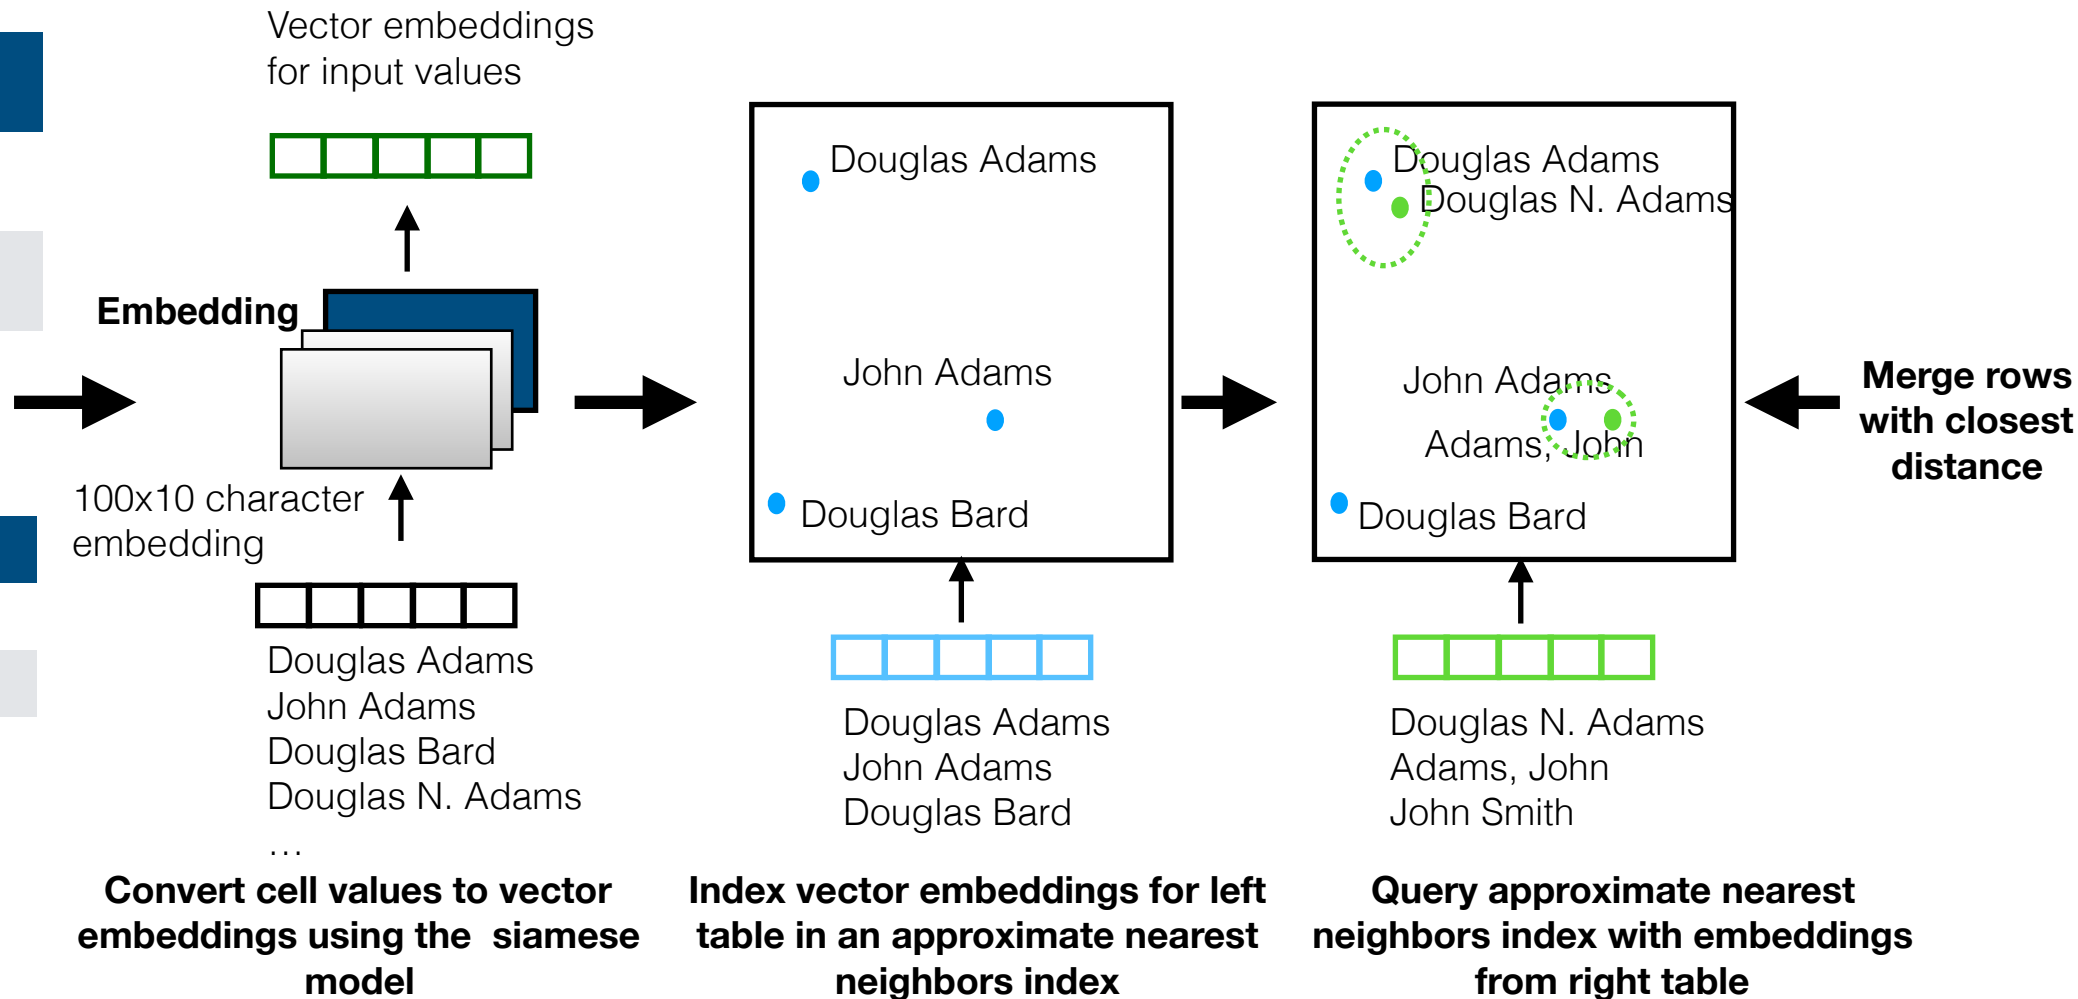 Vector embeddings
for input values
Embedding
100x10 character
embedding
Douglas Adams
John Adams
Douglas Bard
Douglas N. Adams
…
Convert cell values to vector
embeddings using the siamese
model
Douglas Adams
John Adams
Douglas Bard
Douglas Adams
John Adams
Douglas Bard
Index vector embeddings for left
table in an approximate nearest
neighbors index
Douglas Adams
Douglas N. Adams
John Adams
Adams, John
Douglas Bard
Douglas N. Adams
Adams, John
John Smith
Query approximate nearest
neighbors index with embeddings
from right table
Merge rows
with closest
distance